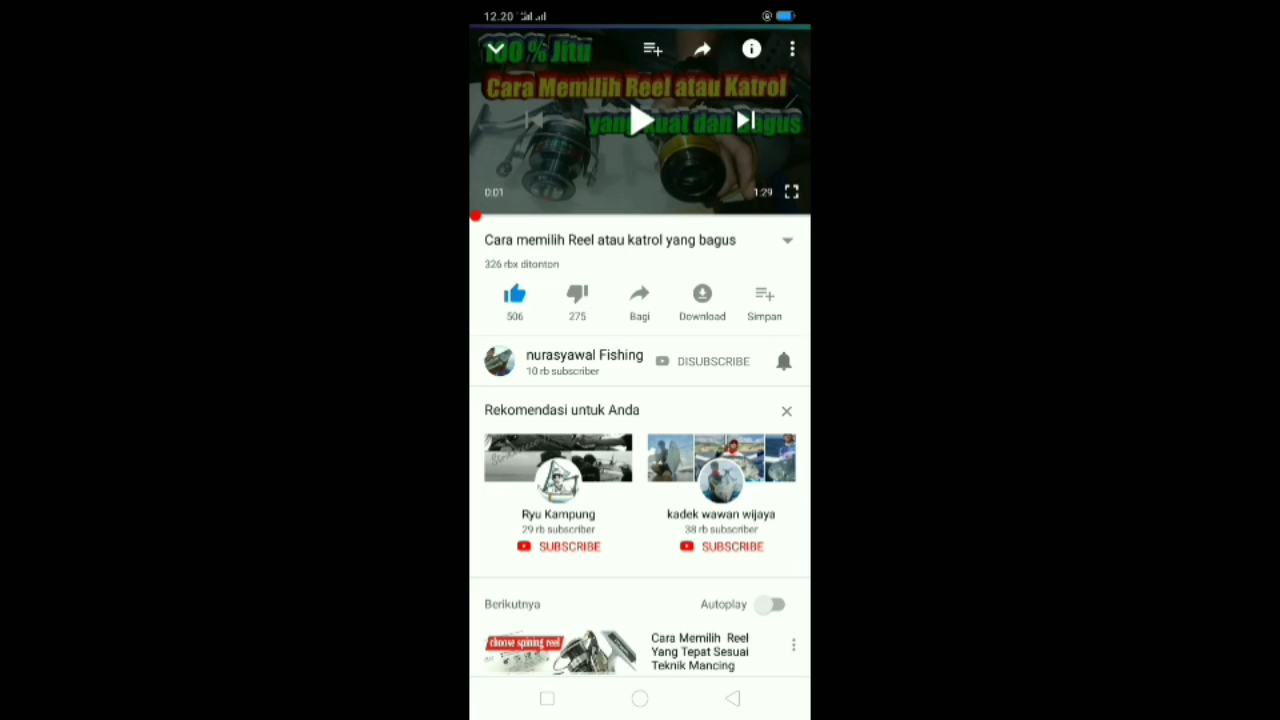 12.20
100 % Jitu
Cara Memilih Reel atau Katrol
yang kuat dan Bagus
0:01
1:29
Cara memilih Reel atau katrol yang bagus
326 rbx ditonton
506
275
Bagi
Download
Simpan
nurasyawal Fishing
10 rb subscriber
DISUBSCRIBE
Rekomendasi untuk Anda
Ryu Kampung
29 rb subscriber
SUBSCRIBE
kadek wawan wijaya
38 rb subscriber
SUBSCRIBE
Berikutnya
Autoplay
choose spining reel
Cara Memilih Reel
Yang Tepat Sesuai
Teknik Mancing